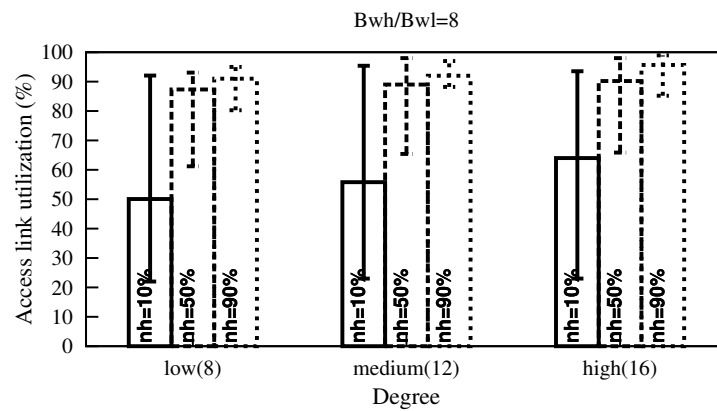 Bwh/Bwl=8
Access link utilization (%)
100
90
80
70
60
50
40
30
20
10
0
nh=10%
nh=50%
nh=90%
nh=10%
nh=50%
nh=90%
nh=10%
nh=50%
nh=90%
low(8)
medium(12)
high(16)
Degree